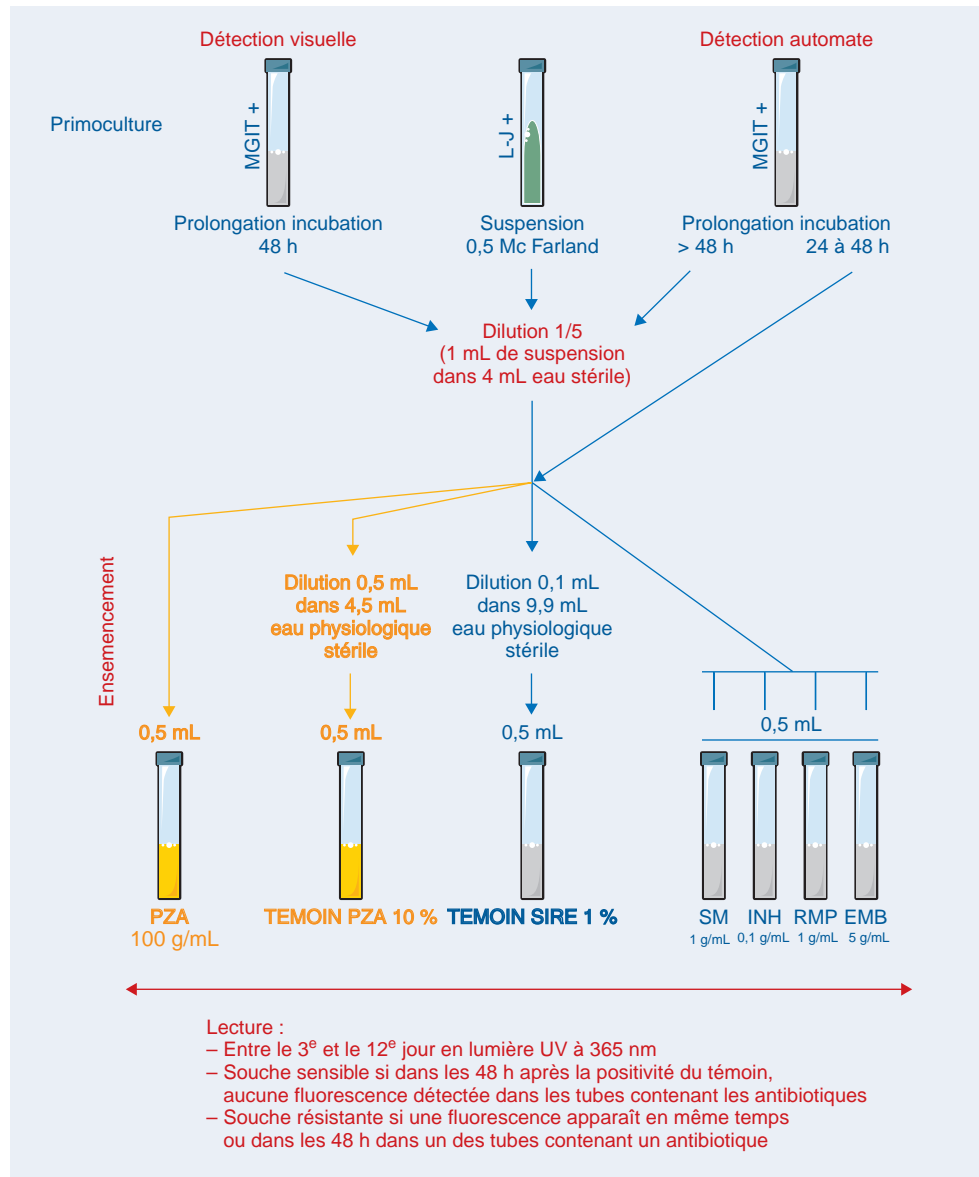 Détection visuelle
Détection automate
Primoculture
MGIT +
L-J +
MGIT +
Prolongation incubation
48 h
Suspension
0,5 Mc Farland
Prolongation incubation
> 48 h 24 à 48 h
Dilution 1/5
(1 mL de suspension
dans 4 mL eau stérile)
Ensemencement
Dilution 0,5 mL
dans 4,5 mL
eau physiologique
stérile
Dilution 0,1 mL
dans 9,9 mL
eau physiologique
stérile
0,5 mL
0,5 mL
0,5 mL
0,5 mL
PZA
100 g/mL
TEMOIN PZA 10 %
TEMOIN SIRE 1 %
SM INH RMP EMB
1 g/mL 0,1 g/mL 1 g/mL 5 g/mL
Lecture :
– Entre le 3e et le 12e jour en lumière UV à 365 nm
– Souche sensible si dans les 48 h après la positivité du témoin,
aucune fluorescence détectée dans les tubes contenant les antibiotiques
– Souche résistante si une fluorescence apparaît en même temps
ou dans les 48 h dans un des tubes contenant un antibiotique